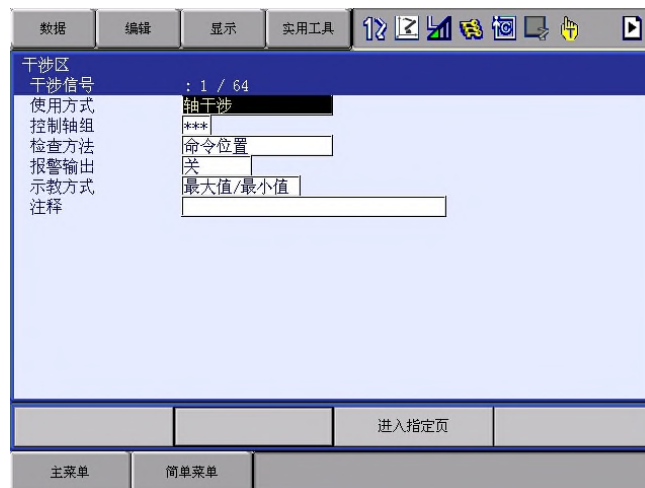 数据 编辑 显示 实用工具
干涉区
干涉信号 : 1 / 64
使用方式 轴干涉
控制轴组 ***
检查方法 命令位置
报警输出 关
示教方式 最大值/最小值
注释
进入指定页
主菜单 简单菜单